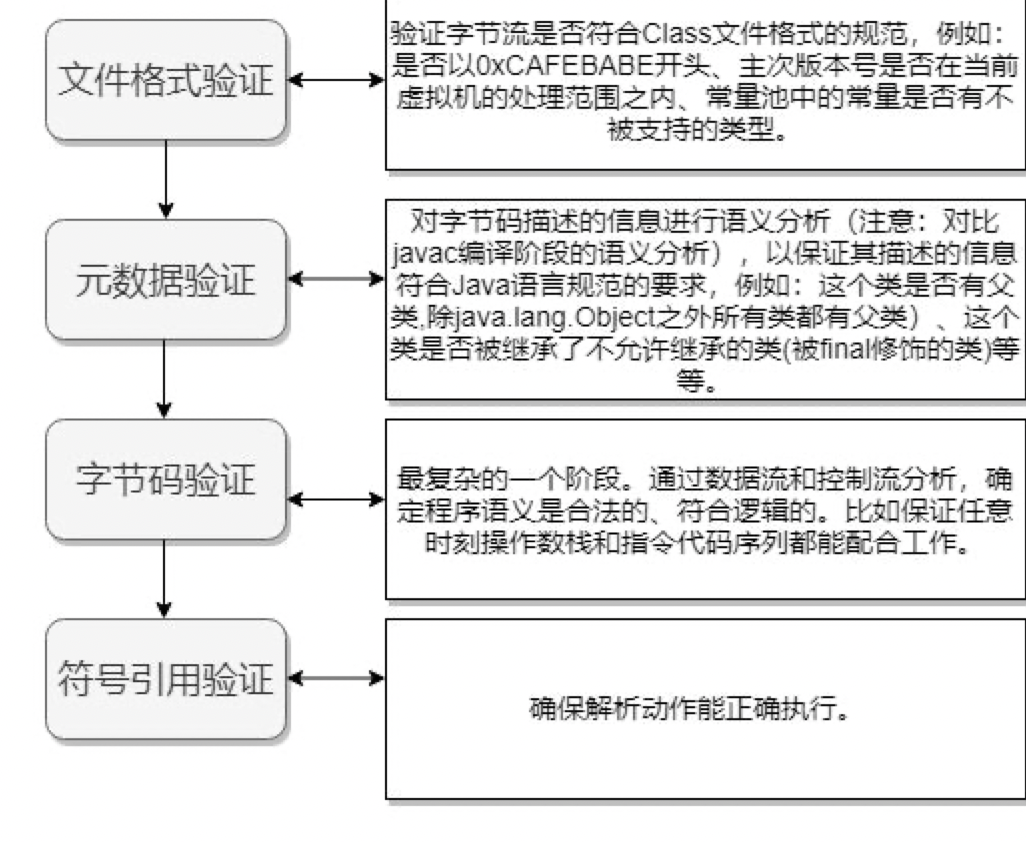 文件格式验证
验证字节流是否符合Class文件格式的规范，例如：
是否以0xCAFEBABE开头、主次版本号是否在当前
虚拟机的处理范围之内、常量池中的常量是否有不
被支持的类型。
元数据验证
对字节码描述的信息进行语义分析（注意：对比
javac编译阶段的语义分析），以保证其描述的信息
符合Java语言规范的要求，例如：这个类是否有父
类,除java.lang.Object之外所有类都有父类）、这个
类是否被继承了不允许继承的类(被final修饰的类)等
等。
字节码验证
最复杂的一个阶段。通过数据流和控制流分析，确
定程序语义是合法的、符合逻辑的。比如保证任意
时刻操作数栈和指令代码序列都能配合工作。
符号引用验证
确保解析动作能正确执行。